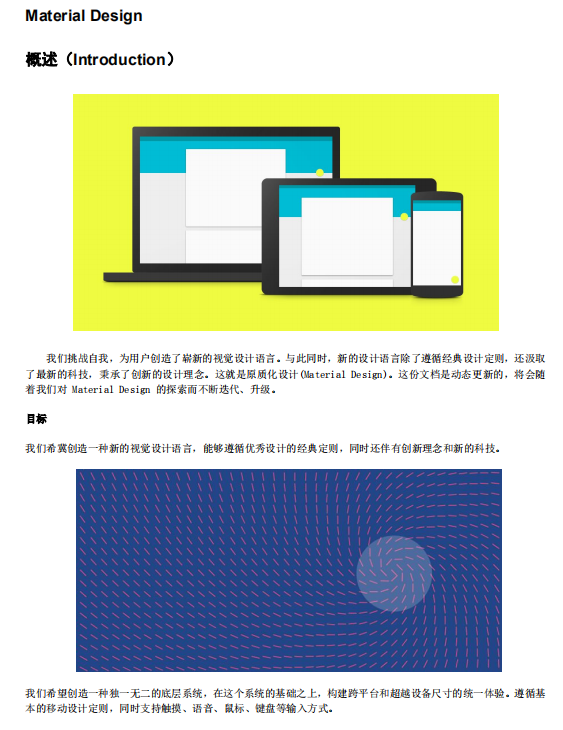 Material Design
概述（Introduction）
我们挑战自我，为用户创造了崭新的视觉设计语言。与此同时，新的设计语言除了遵循经典设计定则，还汲取
了最新的科技，秉承了创新的设计理念。这就是原质化设计(Material Design)。这份文档是动态更新的，将会随
着我们对 Material Design 的探索而不断迭代、升级。
目标
我们希冀创造一种新的视觉设计语言，能够遵循优秀设计的经典定则，同时还伴有创新理念和新的科技。
我们希望创造一种独一无二的底层系统，在这个系统的基础之上，构建跨平台和超越设备尺寸的统一体验。遵循基
本的移动设计定则，同时支持触摸、语音、鼠标、键盘等输入方式。